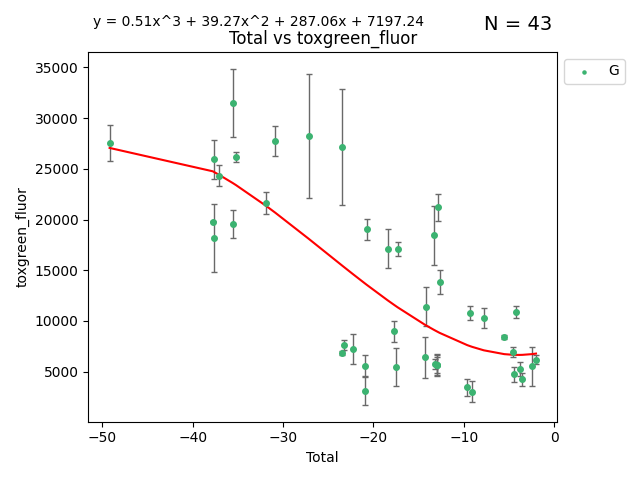 y = 0.51x^3 + 39.27x^2 + 287.06x + 7197.24
N = 43
Total vs toxgreen_fluor
G
35000
30000
25000
20000
15000
10000
5000
toxgreen_fluor
−50
−40
−30
−20
−10
0
Total